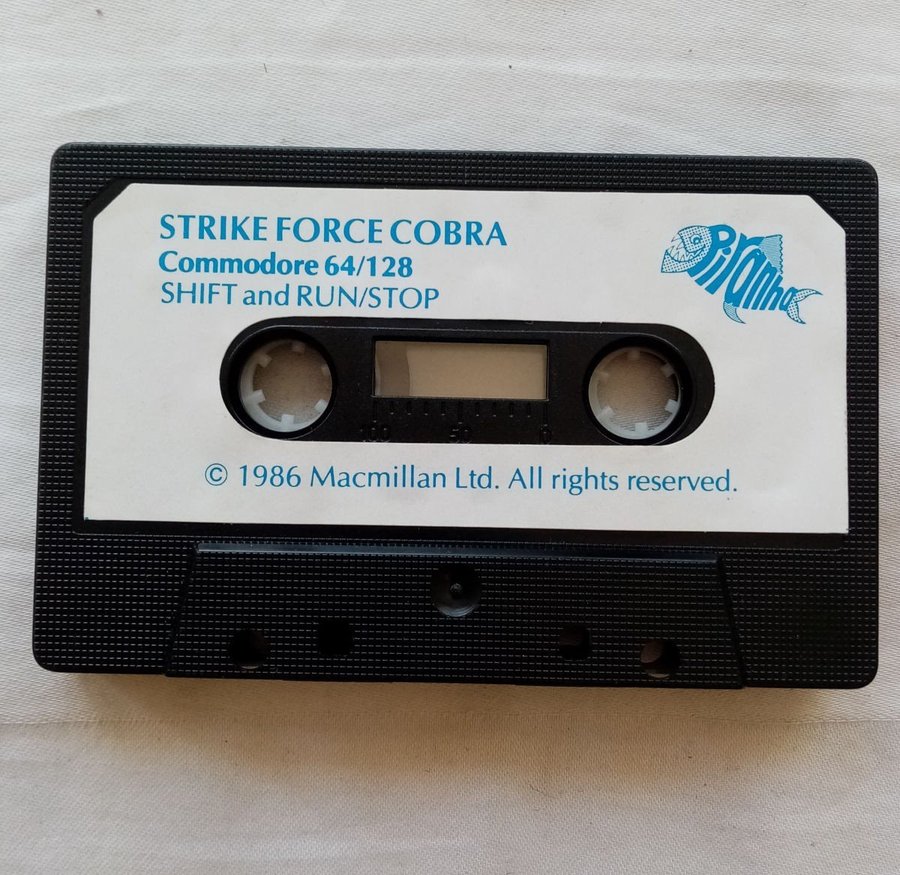 STRIKE FORCE COBRA
Commodore 64/128
SHIFT and RUN/STOP
Piranha
100 50 0
© 1986 Macmillan Ltd. All rights reserved.